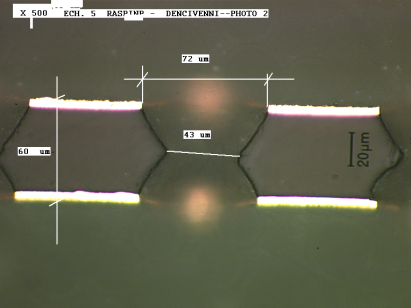 X 500 ECH. 5 RASPINP - DENCIVENNI--PHOTO 2
72 um
43 um
60 um
20µm